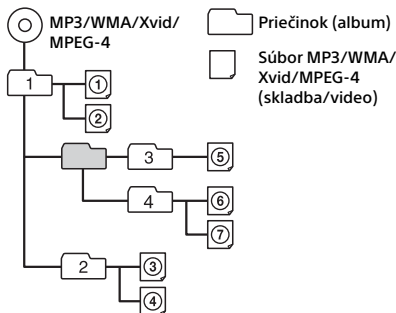 MP3/WMA/Xvid/
MPEG-4
Priečinok (album)
Súbor MP3/WMA/
Xvid/MPEG-4
(skladba/video)
1
①
②
3
⑤
4
⑥
⑦
2
③
④